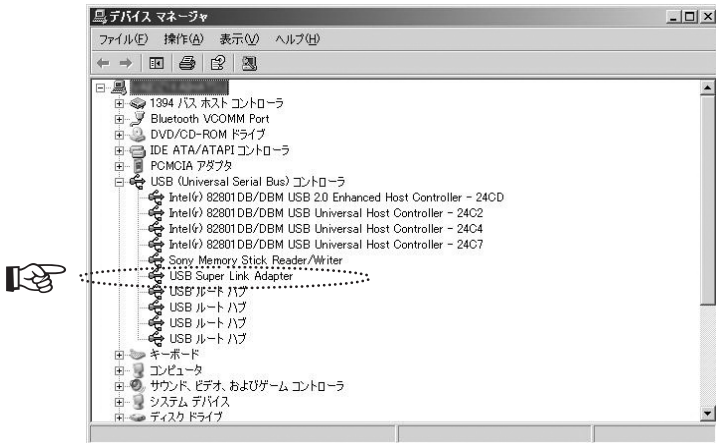 デバイス マネージャ
ファイル(F) 操作(A) 表示(V) ヘルプ(H)
1394 バス ホスト コントローラ
Bluetooth VCOMM Port
DVD/CD-ROM ドライブ
IDE ATA/ATAPI コントローラ
PCMCIA アダプタ
USB (Universal Serial Bus) コントローラ
Intel(r) 82801DB/DBM USB 2.0 Enhanced Host Controller - 24CD
Intel(r) 82801DB/DBM USB Universal Host Controller - 24C2
Intel(r) 82801DB/DBM USB Universal Host Controller - 24C4
Intel(r) 82801DB/DBM USB Universal Host Controller - 24C7
Sony Memory Stick Reader/Writer
USB Super Link Adapter
USB ルート ハブ
USB ルート ハブ
USB ルート ハブ
USB ルート ハブ
キーボード
コンピュータ
サウンド、ビデオ、およびゲーム コントローラ
システム デバイス
ディスク ドライブ